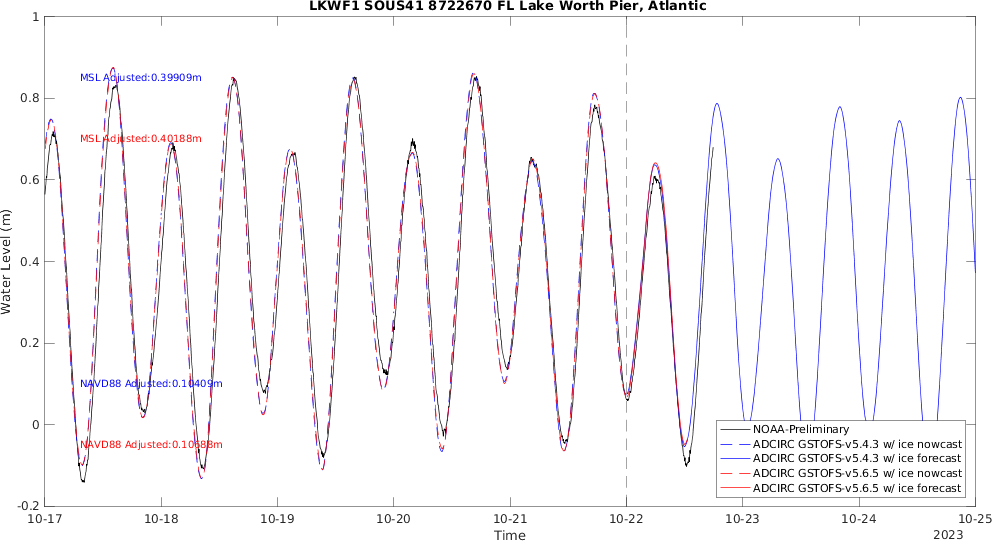 LKWF1 SOUS41 8722670 FL Lake Worth Pier, Atlantic
1
0.8
0.6
0.4
0.2
0
-0.2
Water Level (m)
MSL Adjusted:0.39909m
MSL Adjusted:0.40188m
NAVD88 Adjusted:0.10409m
NAVD88 Adjusted:0.10688m
NOAA-Preliminary
ADCIRC GSTOFS-v5.4.3 w/ ice nowcast
ADCIRC GSTOFS-v5.4.3 w/ ice forecast
ADCIRC GSTOFS-v5.6.5 w/ ice nowcast
ADCIRC GSTOFS-v5.6.5 w/ ice forecast
10-17 10-18 10-19 10-20 10-21 10-22 10-23 10-24 10-25
Time
2023